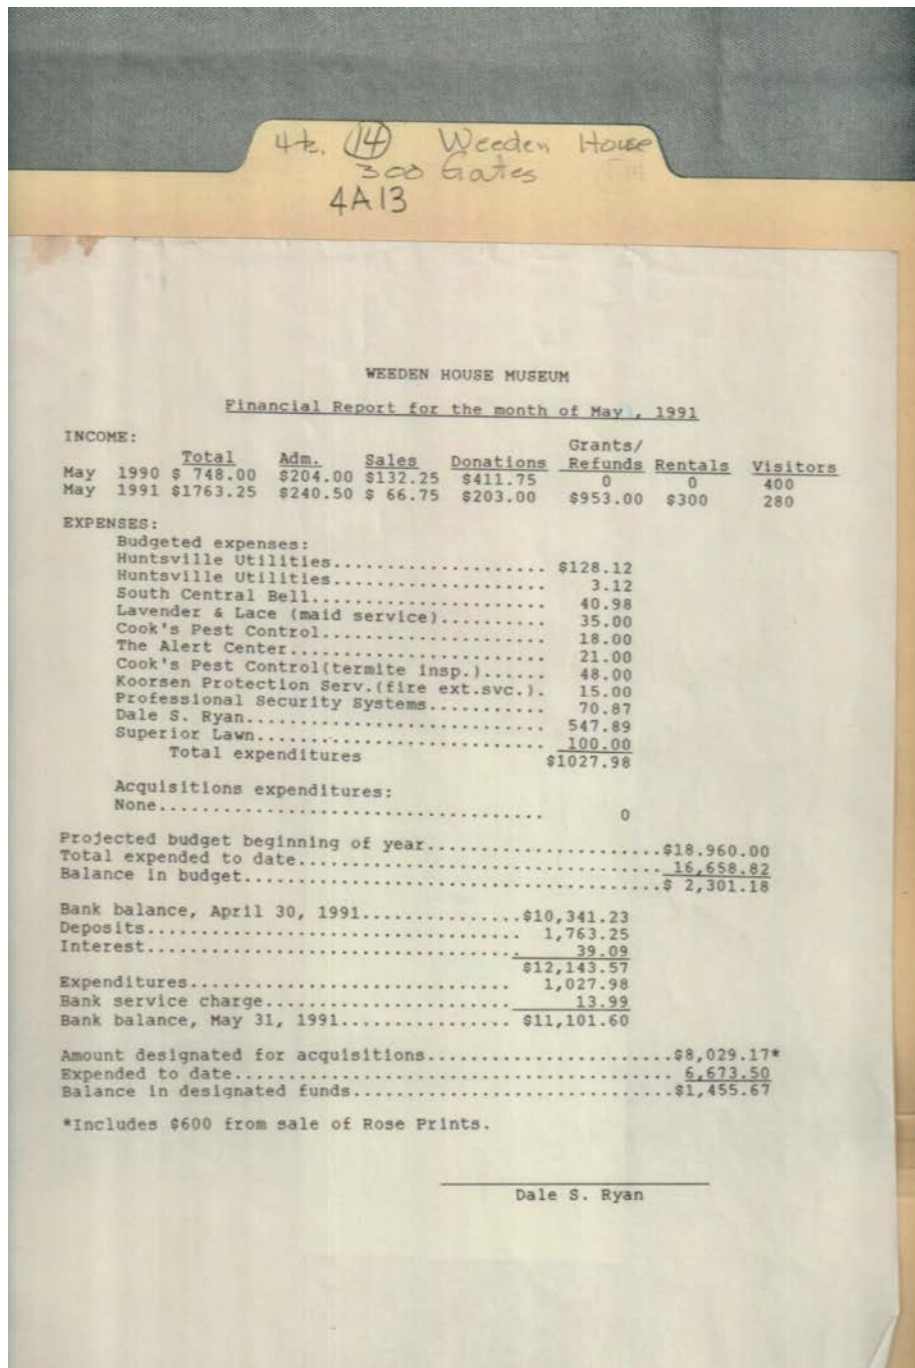 4ts. (14) Weeden House
300 Gates
4A13
WEEDEN HOUSE MUSEUM
Financial Report for the month of May , 1991
INCOME:
Grants/
Total Adm. Sales Donations Refunds Rentals Visitors
May 1990 $ 748.00 $204.00 $132.25 $411.75 0 0 400
May 1991 $1763.25 $240.50 $ 66.75 $203.00 $953.00 $300 280
EXPENSES:
Budgeted expenses:
Huntsville Utilities..................... $128.12
Huntsville Utilities..................... 3.12
South Central Bell....................... 40.98
Lavender & Lace (maid service).......... 35.00
Cook's Pest Control...................... 18.00
The Alert Center......................... 21.00
Cook's Pest Control(termite insp.)...... 48.00
Koorsen Protection Serv.(fire ext.svc.). 15.00
Professional Security Systems........... 70.87
Dale S. Ryan............................. 547.89
Superior Lawn............................ 100.00
Total expenditures $1027.98
Acquisitions expenditures:
None..................................... 0
Projected budget beginning of year......................$18.960.00
Total expended to date.................................. 16,658.82
Balance in budget.......................................$ 2,301.18
Bank balance, April 30, 1991...............$10,341.23
Deposits................................... 1,763.25
Interest................................... 39.09
$12,143.57
Expenditures............................... 1,027.98
Bank service charge....................... 13.99
Bank balance, May 31, 1991................ $11,101.60
Amount designated for acquisitions.......................$8,029.17*
Expended to date......................................... 6,673.50
Balance in designated funds..............................$1,455.67
*Includes $600 from sale of Rose Prints.
Dale S. Ryan